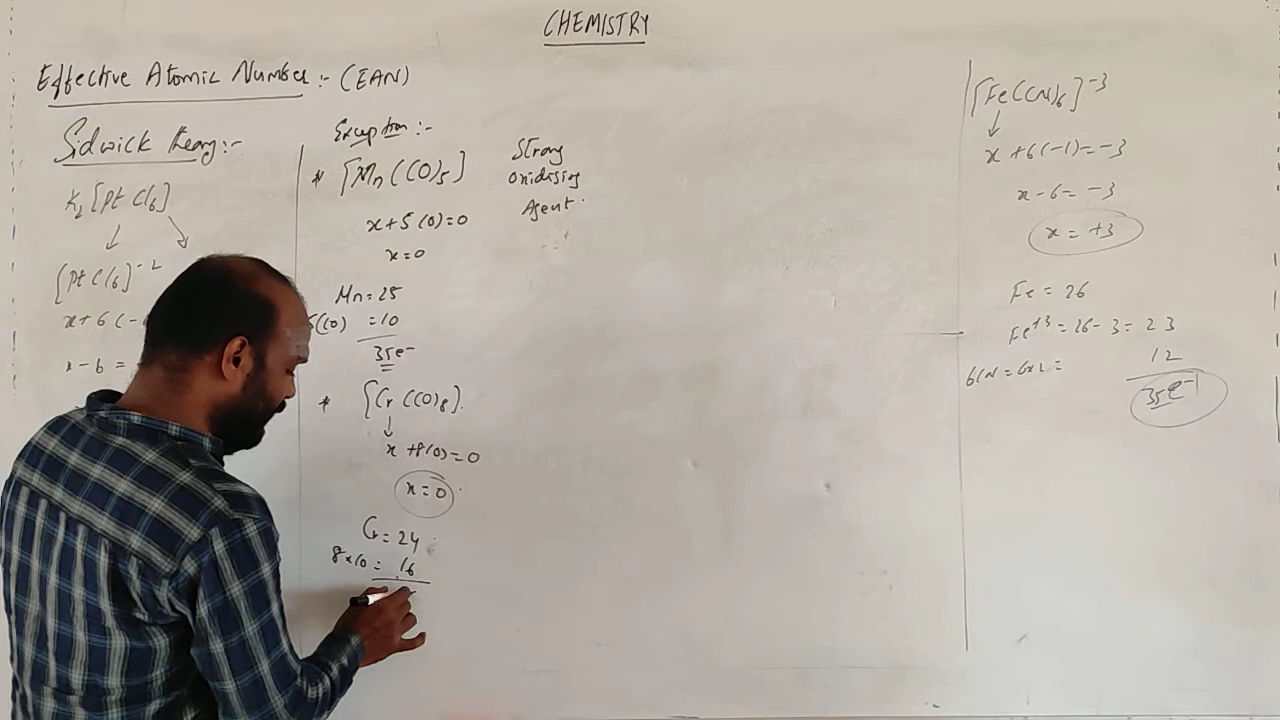 CHEMISTRY
Effective Atomic Number:- (EAN)
Sidwick theory:-
K₂[PtCl₆]
[PtCl₆]⁻²
x+6(-
x-6=
Exception:-
* [Mn(CO)₅]
x+5(0)=0
x=0
Mn=25
(CO) =10
35e⁻
* [Cr(CO)₈].
x+8(0)=0
x=0
Cr=24
8×CO= 16
Strong
Oxidising
Agent.
[Fe(CN)₆]⁻³
x+6(-1)=-3
x-6=-3
x=+3
Fe=26
Fe⁺³=26-3=23
6CN=6×2= 12
35e⁻¹